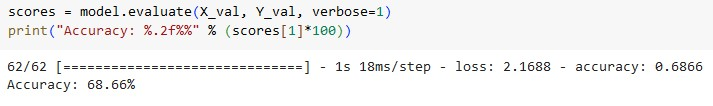 scores = model.evaluate(X_val, Y_val, verbose=1)
print("Accuracy: %.2f%%" % (scores[1]*100))
62/62 [==============================] - 1s 18ms/step - loss: 2.1688 - accuracy: 0.6866
Accuracy: 68.66%